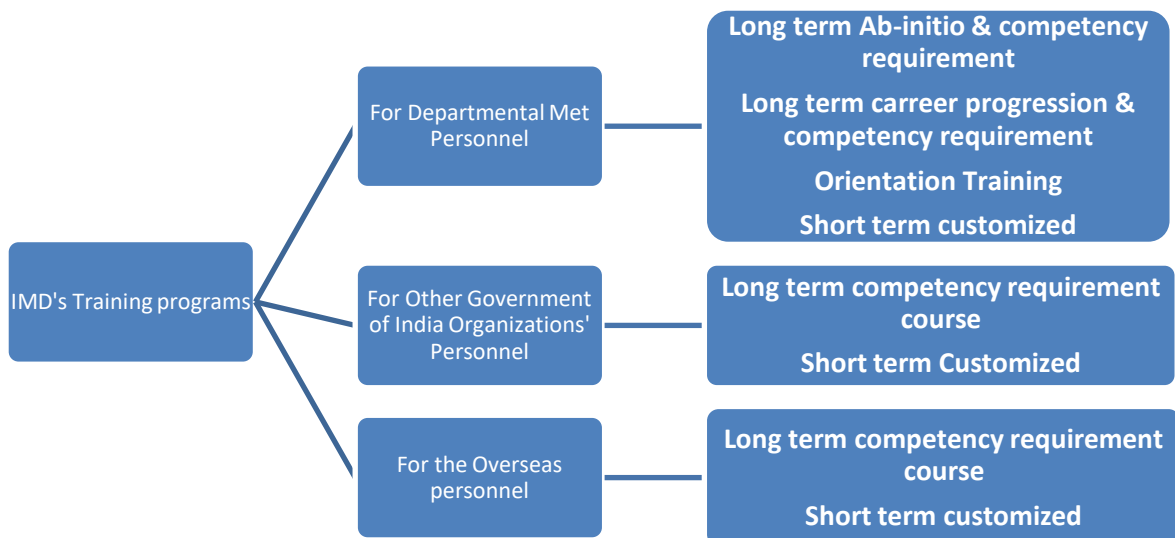 IMD's Training programs
For Departmental Met
Personnel
Long term Ab-initio & competency
requirement
Long term carreer progression &
competency requirement
Orientation Training
Short term customized
For Other Government
of India Organizations'
Personnel
Long term competency requirement
course
Short term Customized
For the Overseas
personnel
Long term competency requirement
course
Short term customized